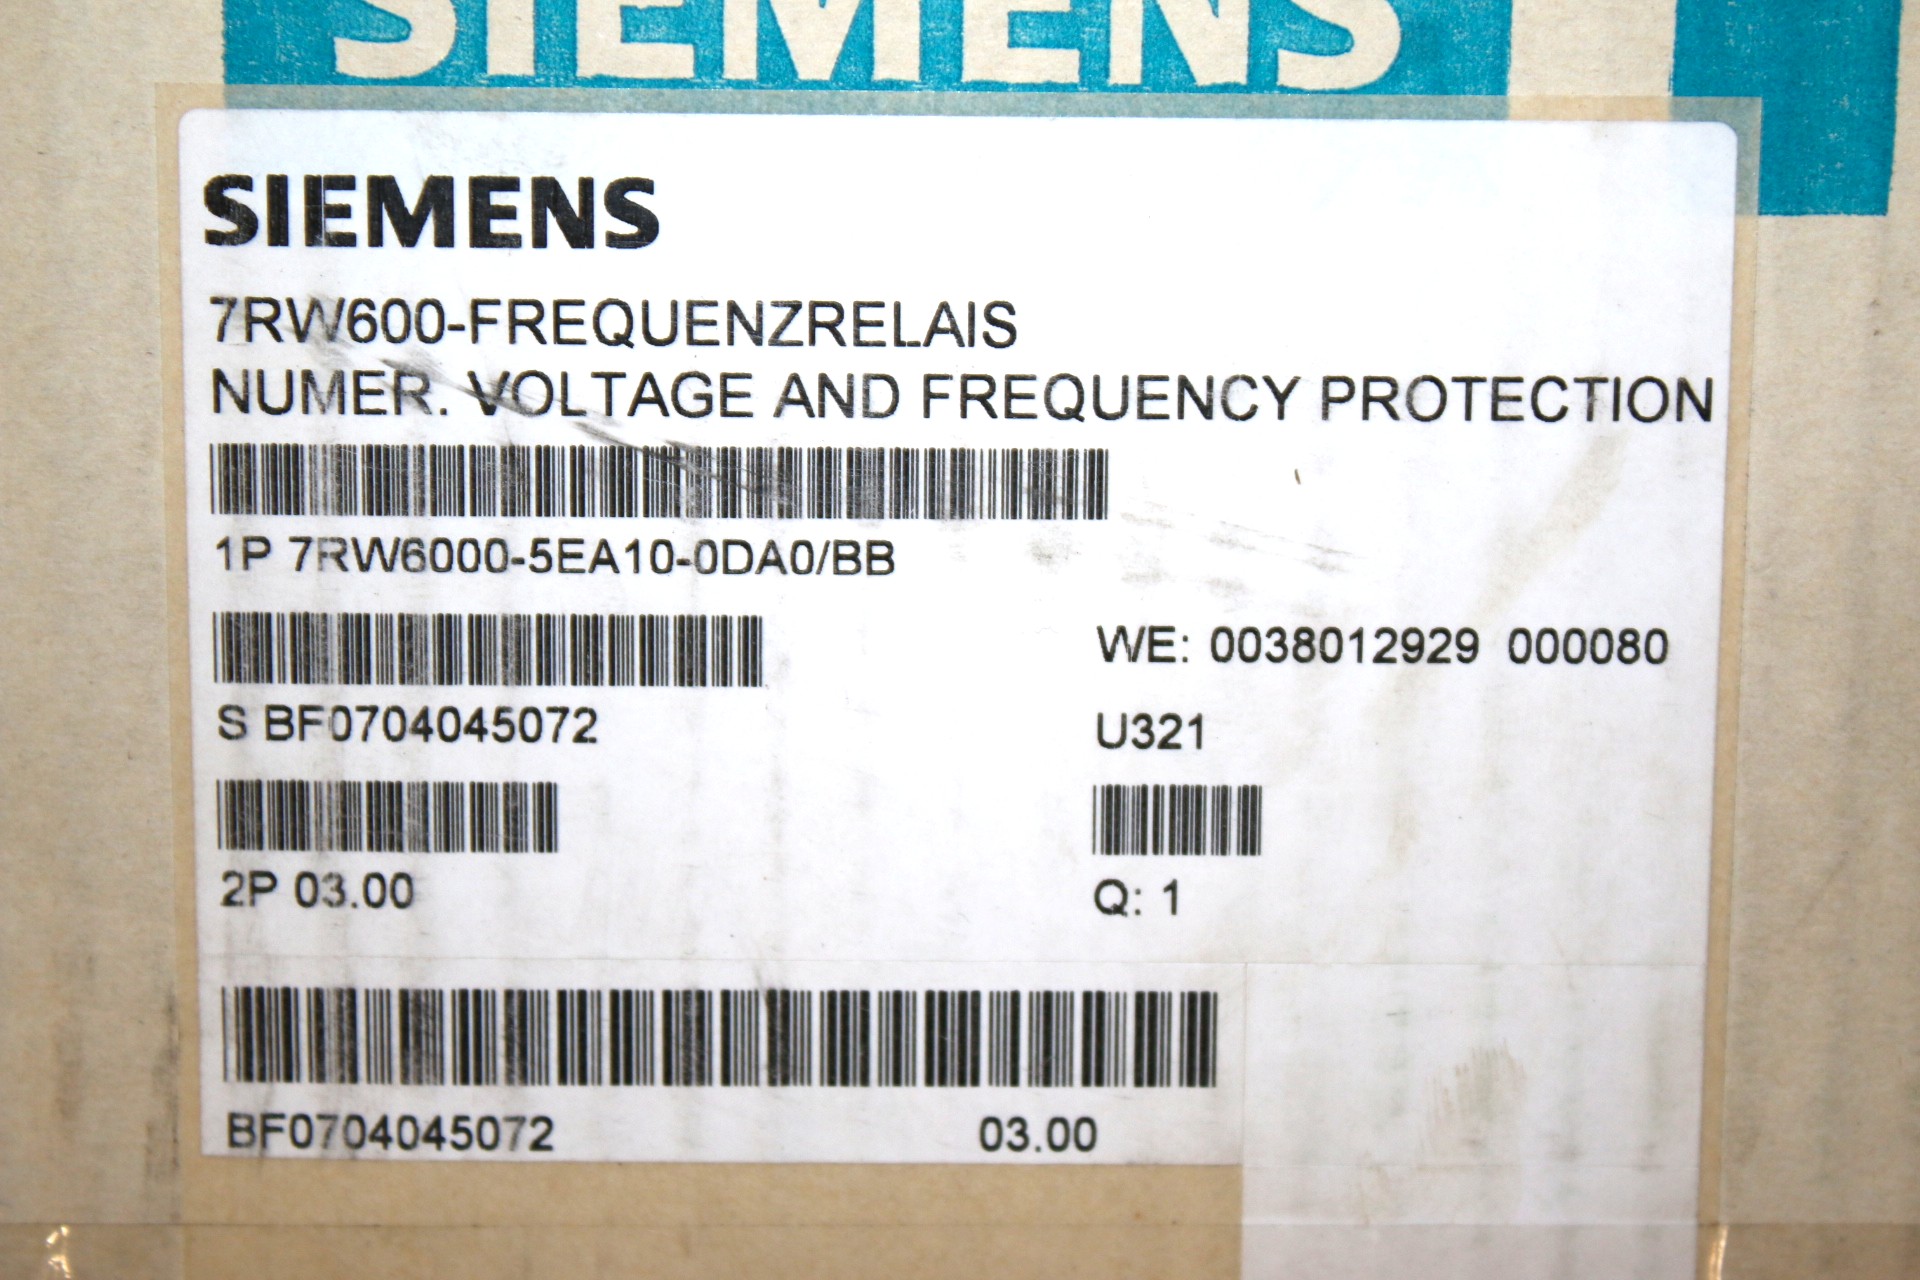 SIEMENS
SIEMENS
7RW600-FREQUENZRELAIS
NUMER. VOLTAGE AND FREQUENCY PROTECTION
1P 7RW6000-5EA10-0DA0/BB
WE: 0038012929 000080
S BF0704045072
U321
2P 03.00
Q: 1
BF0704045072 03.00